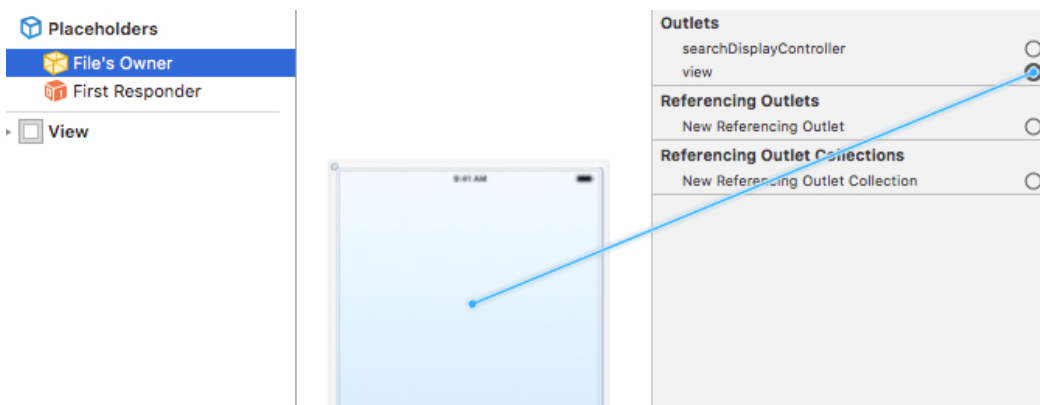 Placeholders
File's Owner
First Responder
View
9:41 AM
Outlets
searchDisplayController
view
Referencing Outlets
New Referencing Outlet
Referencing Outlet Collections
New Referencing Outlet Collection